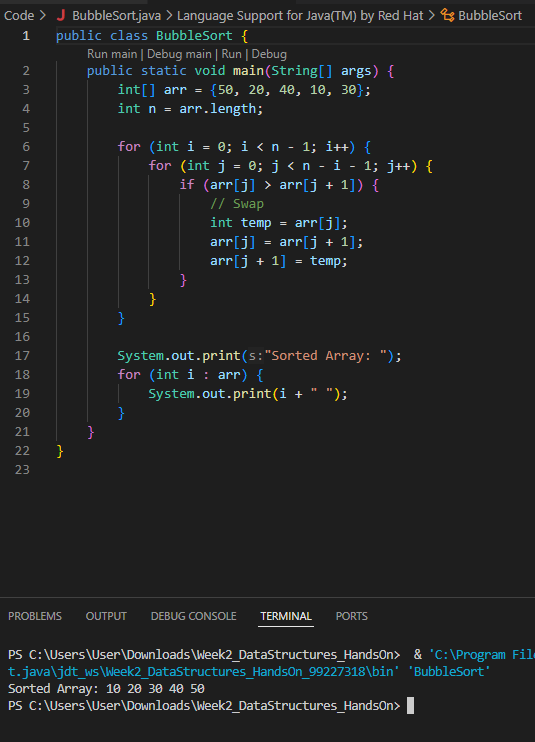 Code > J BubbleSort.java > Language Support for Java(TM) by Red Hat > BubbleSort
1 public class BubbleSort {
Run main | Debug main | Run | Debug
2     public static void main(String[] args) {
3         int[] arr = {50, 20, 40, 10, 30};
4         int n = arr.length;
5
6         for (int i = 0; i < n - 1; i++) {
7             for (int j = 0; j < n - i - 1; j++) {
8                 if (arr[j] > arr[j + 1]) {
9                     // Swap
10                     int temp = arr[j];
11                     arr[j] = arr[j + 1];
12                     arr[j + 1] = temp;
13                 }
14             }
15         }
16
17         System.out.print(s:"Sorted Array: ");
18         for (int i : arr) {
19             System.out.print(i + " ");
20         }
21     }
22 }
23
PROBLEMS OUTPUT DEBUG CONSOLE TERMINAL PORTS
PS C:\Users\User\Downloads\Week2_DataStructures_HandsOn>  & 'C:\Program File
t.java\jdt_ws\Week2_DataStructures_HandsOn_99227318\bin' 'BubbleSort'
Sorted Array: 10 20 30 40 50
PS C:\Users\User\Downloads\Week2_DataStructures_HandsOn>